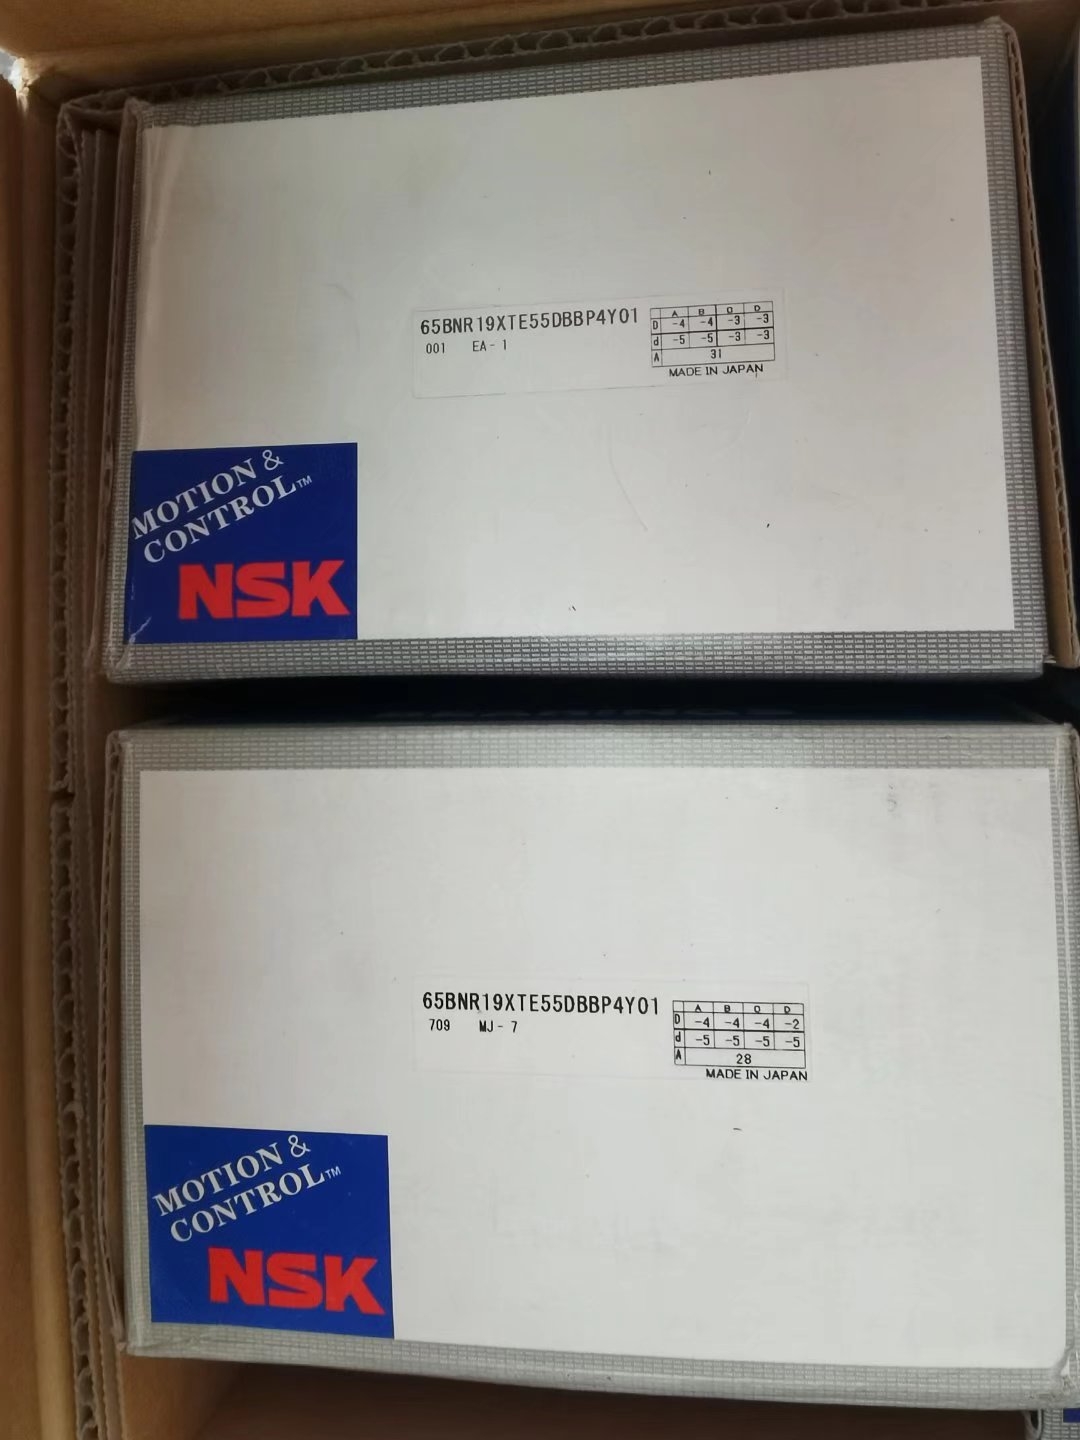 65BNR19XTE55DBBP4Y01
001 EA-1
A B D
D -4 -4 -3 -3
d -5 -5 -3 -3
A 31
MADE IN JAPAN
MOTION &
CONTROL™
NSK
65BNR19XTE55DBBP4Y01
709 MJ-7
A B D
D -4 -4 -4 -2
d -5 -5 -5 -5
A 28
MADE IN JAPAN
MOTION &
CONTROL™
NSK